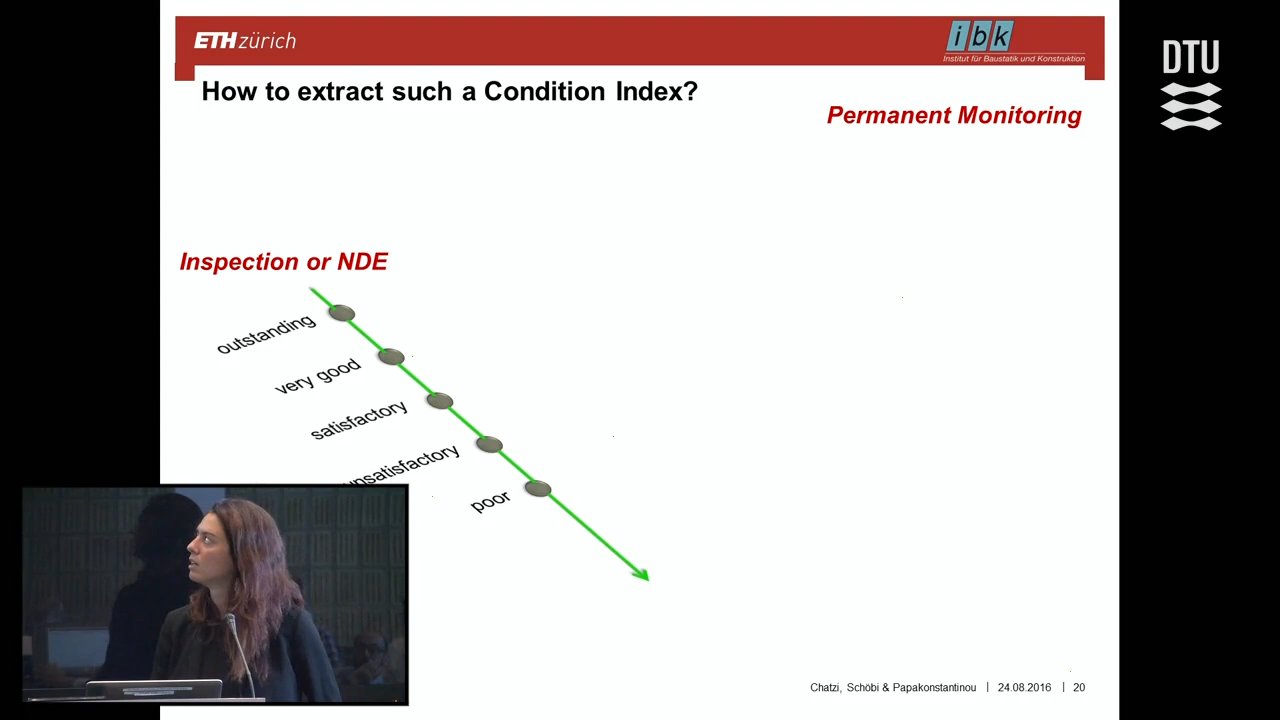 ETH zürich
ibk
Institut für Baustatik und Konstruktion
DTU
How to extract such a Condition Index?
Permanent Monitoring
Inspection or NDE
outstanding
very good
satisfactory
unsatisfactory
poor
Chatzi, Schöbi & Papakonstantinou | 24.08.2016 | 20